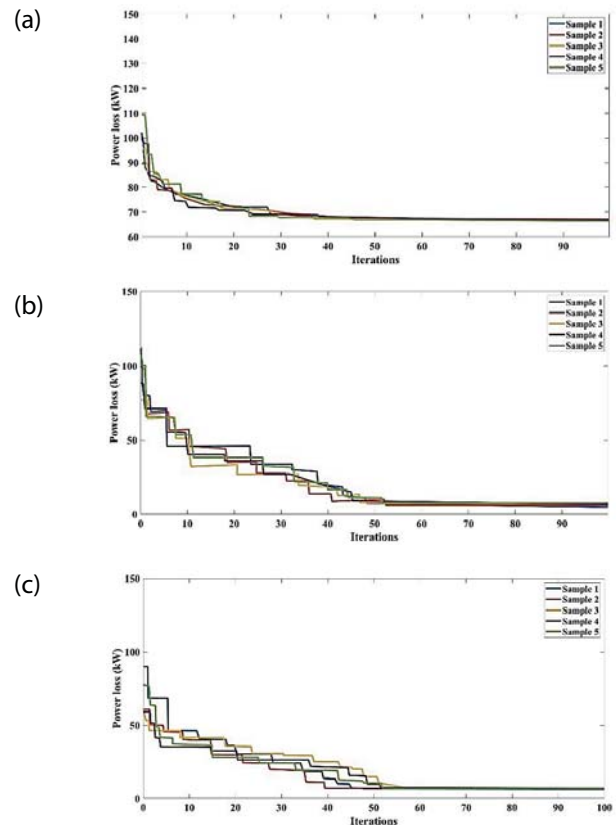 (a)
150
140
130
120
110
100
90
80
70
60
Power loss (kW)
10 20 30 40 50 60 70 80 90
Iterations
Sample 1
Sample 2
Sample 3
Sample 4
Sample 5
(b)
150
100
50
0
Power loss (kW)
0 10 20 30 40 50 60 70 80 90
Iterations
Sample 1
Sample 2
Sample 3
Sample 4
Sample 5
(c)
150
100
50
0
Power loss (kW)
0 10 20 30 40 50 60 70 80 90 100
Iterations
Sample 1
Sample 2
Sample 3
Sample 4
Sample 5